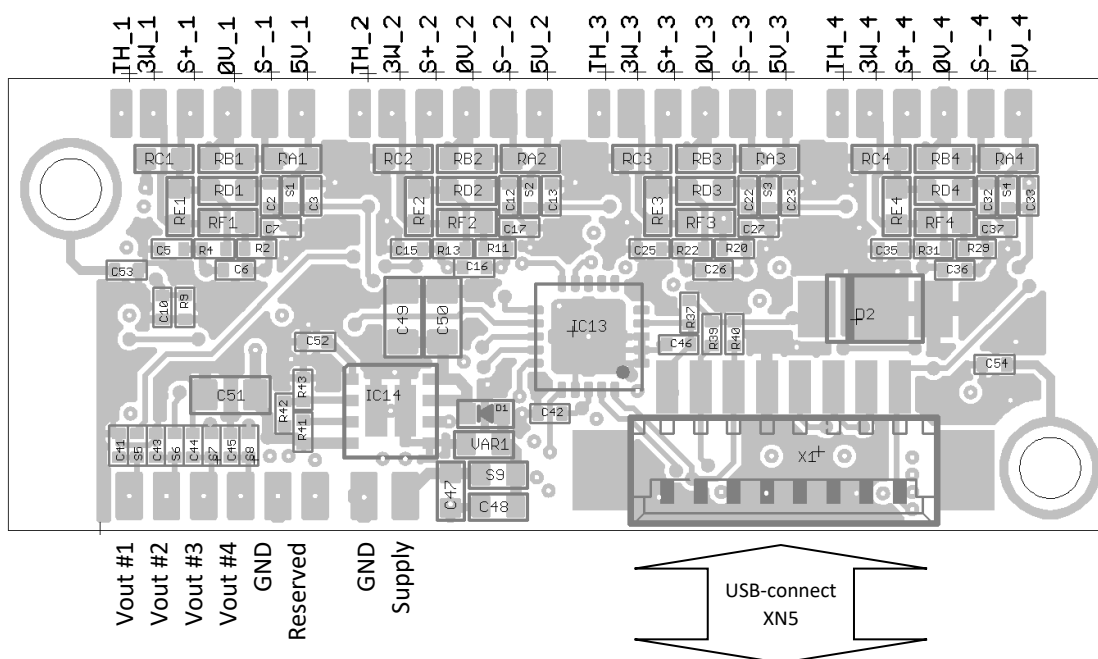 TH_1 3W_1 S+_1 0V_1 S-_1 5V_1 TH_2 3W_2 S+_2 0V_2 S-_2 5V_2 TH_3 3W_3 S+_3 0V_3 S-_3 5V_3 TH_4 3W_4 S+_4 0V_4 S-_4 5V_4
RC1 RB1 RA1 RC2 RB2 RA2 RC3 RB3 RA3 RC4 RB4 RA4
RE1 RD1 C2 S1 C3 RE2 RD2 C12 S2 C13 RE3 RD3 C22 S3 C23 RE4 RD4 C32 S4 C33
RF1 C7 RF2 C17 RF3 C27 RF4 C37
C5 R4 R2 C15 R13 R11 C25 R22 R20 C35 R31 R29
C53 C6 C16 C26 C36
C10 R9 C49 C50 IC13 R37 D2
C52 C46 R39 R40 C54
C51 R43 IC14
R42 R41 D1 C42
C41 S5 C43 S6 C44 S7 C45 S8 VAR1 X1
C47 S9
C48
Vout #1 Vout #2 Vout #3 Vout #4 GND Reserved GND Supply
USB-connect
XN5